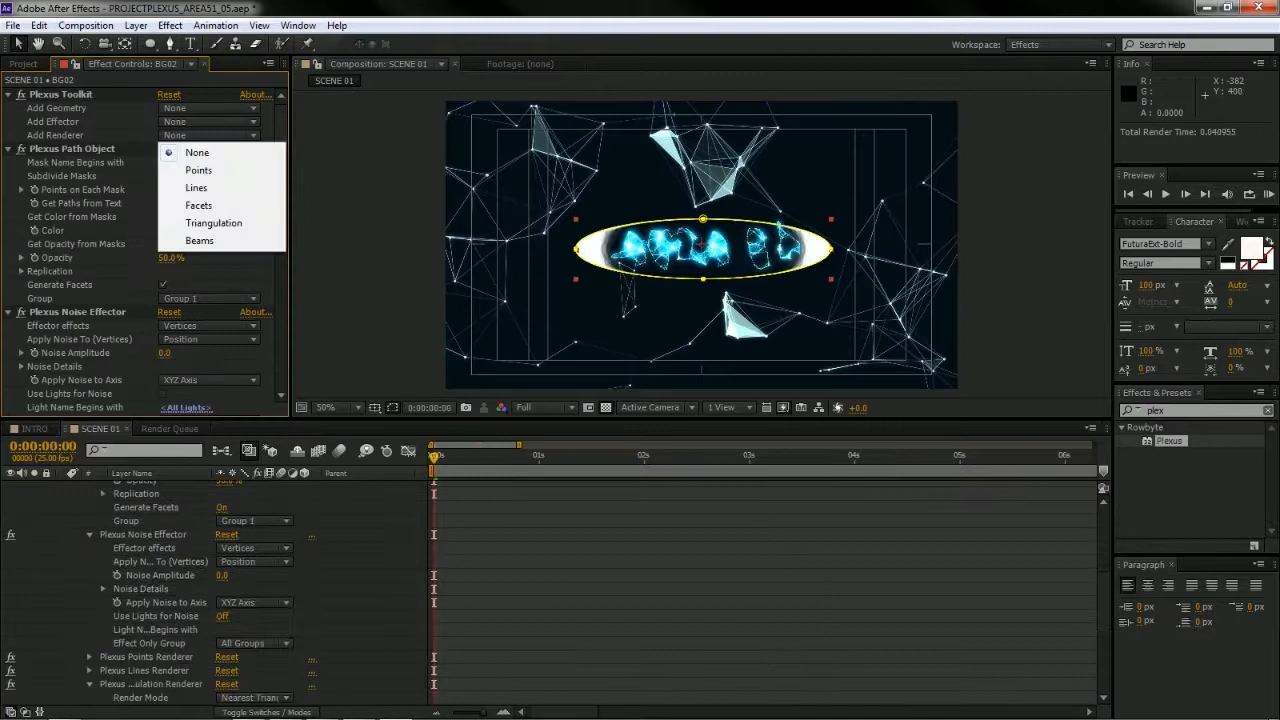 Adobe After Effects - PROJECTPLEXUS_AREA51_05.aep *
File Edit Composition Layer Effect Animation View Window Help
Workspace: Effects Search Help
Project Effect Controls: BG02 Composition: SCENE 01 Footage: (none) Info
SCENE 01 • BG02 SCENE 01
Plexus Toolkit Reset About...
Add Geometry None
Add Effector None
Add Renderer None
None
Points
Lines
Facets
Triangulation
Beams
Plexus Path Object
Mask Name Begins with
Subdivide Masks
Points on Each Mask
Get Paths from Text
Get Color from Masks
Color
Get Opacity from Masks
Opacity 50.0%
Replication
Generate Facets
Group Group 1
Plexus Noise Effector Reset About...
Effector effects Vertices
Apply Noise To (Vertices) Position
Noise Amplitude 0.0
Noise Details
Apply Noise to Axis XYZ Axis
Use Lights for Noise
Light Name Begins with <All Lights>
50% 0:00:00:00 Full Active Camera 1 View +0.0
R: X: -382
G: Y: 400
B:
A: 0.0000
Total Render Time: 0.040955
Preview
Tracker Character Wo
FuturaExt-Bold
Regular
100 px Auto
Metrics 0
- px
100 % 100 %
0 px 0 %
Effects & Presets
plex
Rowbyte
Plexus
Paragraph
0 px 0 px 0 px
0 px 0 px
INTRO SCENE 01 Render Queue
0:00:00:00
00000 (25.00 fps)
# Layer Name Parent
0s 01s 02s 03s 04s 05s 06s
Replication
Generate Facets On
Group Group 1
Plexus Noise Effector Reset ...
Effector effects Vertices
Apply N... To (Vertices) Position
Noise Amplitude 0.0
Noise Details
Apply Noise to Axis XYZ Axis
Use Lights for Noise Off
Light N...Begins with
Effect Only Group All Groups
Plexus Points Renderer Reset ...
Plexus Lines Renderer Reset ...
Plexus ...ulation Renderer Reset ...
Render Mode Nearest Trian
Toggle Switches / Modes